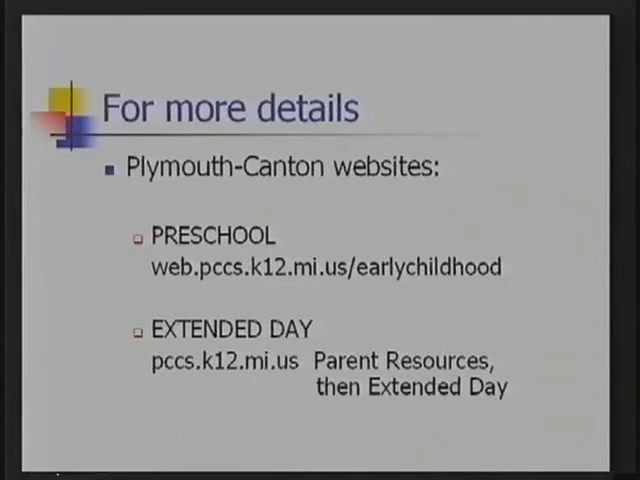 For more details
Plymouth-Canton websites:
PRESCHOOL
web.pccs.k12.mi.us/earlychildhood
EXTENDED DAY
pccs.k12.mi.us Parent Resources,
then Extended Day